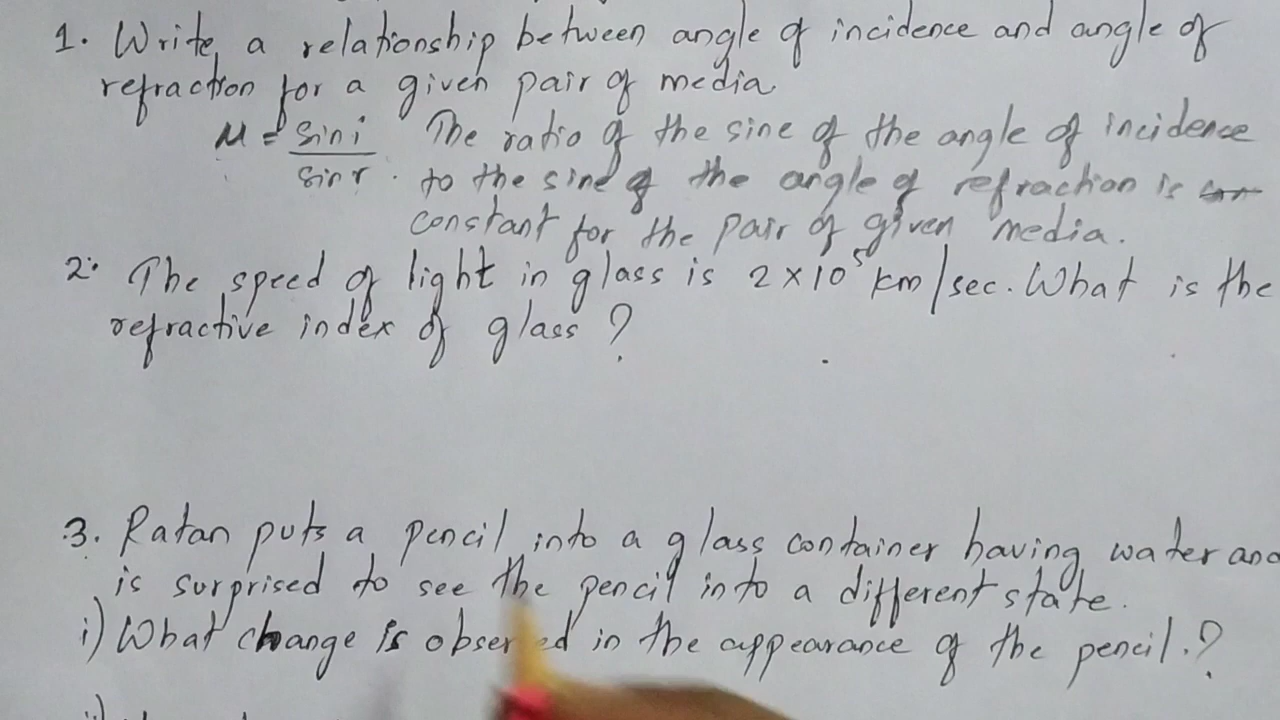 1. Write a relationship between angle of incidence and angle of
refraction for a given pair of media.
μ = sin i / sin r . The ratio of the sine of the angle of incidence
to the sine of the angle of refraction is
constant for the pair of given media.
2. The speed of light in glass is 2 × 10⁵ km/sec. What is the
refractive index of glass ?
3. Ratan puts a pencil into a glass container having water and
is surprised to see the pencil into a different state.
i) What change is observed in the appearance of the pencil.?
ii)